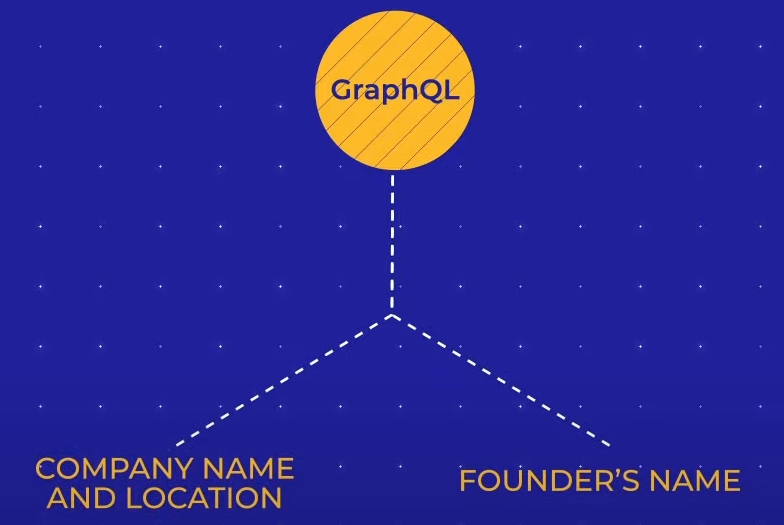 GraphQL
COMPANY NAME
AND LOCATION
FOUNDER’S NAME